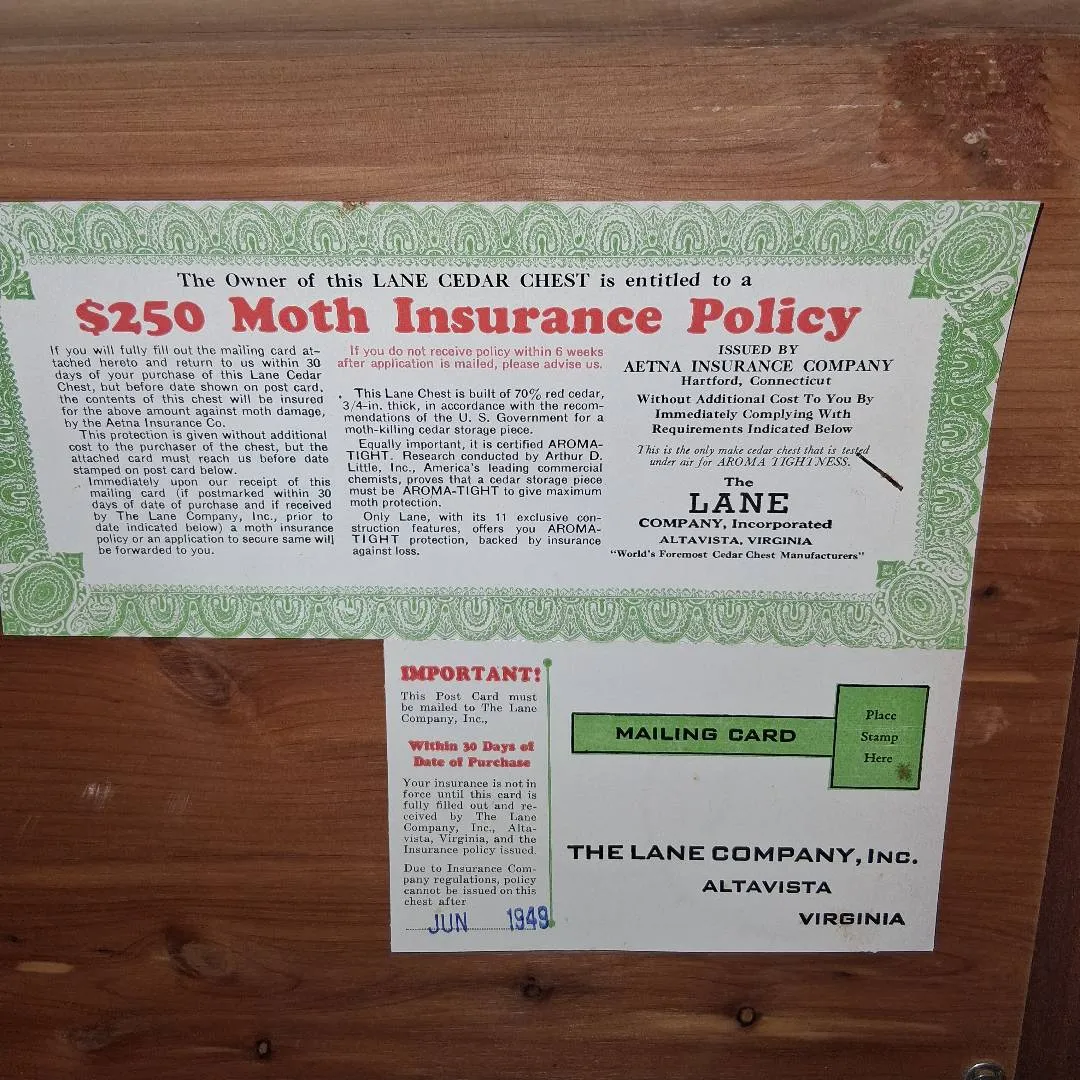 The Owner of this LANE CEDAR CHEST is entitled to a
$250 Moth Insurance Policy
If you will fully fill out the mailing card at-
tached hereto and return to us within 30
days of your purchase of this Lane Cedar
Chest, but before date shown on post card,
the contents of this chest will be insured
for the above amount against moth damage,
by the Aetna Insurance Co.
This protection is given without additional
cost to the purchaser of the chest, but the
attached card must reach us before date
stamped on post card below.
Immediately upon our receipt of this
mailing card (if postmarked within 30
days of date of purchase and if received
by The Lane Company, Inc., prior to
date indicated below) a moth insurance
policy or an application to secure same will
be forwarded to you.
If you do not receive policy within 6 weeks
after application is mailed, please advise us.
This Lane Chest is built of 70% red cedar,
3/4-in. thick, in accordance with the recom-
mendations of the U. S. Government for a
moth-killing cedar storage piece.
Equally important, it is certified AROMA-
TIGHT. Research conducted by Arthur D.
Little, Inc., America's leading commercial
chemists, proves that a cedar storage piece
must be AROMA-TIGHT to give maximum
moth protection.
Only Lane, with its 11 exclusive con-
struction features, offers you AROMA-
TIGHT protection, backed by insurance
against loss.
ISSUED BY
AETNA INSURANCE COMPANY
Hartford, Connecticut
Without Additional Cost To You By
Immediately Complying With
Requirements Indicated Below
This is the only make cedar chest that is tested
under air for AROMA TIGHTNESS.
The
LANE
COMPANY, Incorporated
ALTAVISTA, VIRGINIA
"World's Foremost Cedar Chest Manufacturers"
IMPORTANT!
This Post Card must
be mailed to The Lane
Company, Inc.,
Within 30 Days of
Date of Purchase
Your insurance is not in
force until this card is
fully filled out and re-
ceived by The Lane
Company, Inc., Alta-
vista, Virginia, and the
Insurance policy issued.
Due to Insurance Com-
pany regulations, policy
cannot be issued on this
chest after
JUN 1949
MAILING CARD
Place
Stamp
Here
THE LANE COMPANY, INC.
ALTAVISTA
VIRGINIA